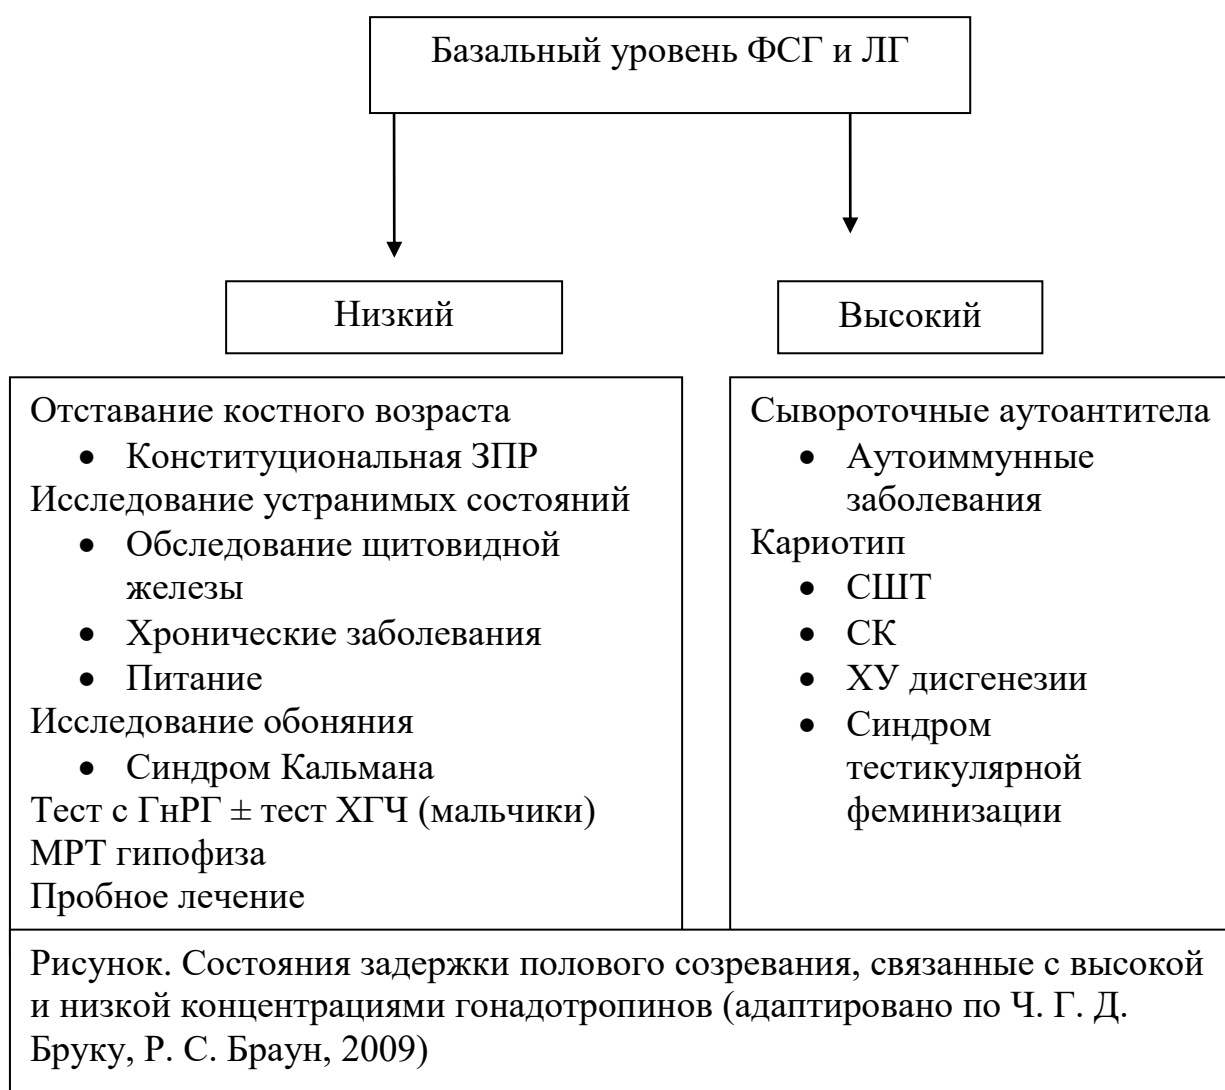 Базальный уровень ФСГ и ЛГ
Низкий
Высокий
Отставание костного возраста
• Конституциональная ЗПР
Исследование устранимых состояний
• Обследование щитовидной
железы
• Хронические заболевания
• Питание
Исследование обоняния
• Синдром Кальмана
Тест с ГнРГ ± тест ХГЧ (мальчики)
МРТ гипофиза
Пробное лечение
Сывороточные аутоантитела
• Аутоиммунные
заболевания
Кариотип
• СШТ
• СК
• ХУ дисгенезии
• Синдром
тестикулярной
феминизации
Рисунок. Состояния задержки полового созревания, связанные с высокой
и низкой концентрациями гонадотропинов (адаптировано по Ч. Г. Д.
Бруку, Р. С. Браун, 2009)